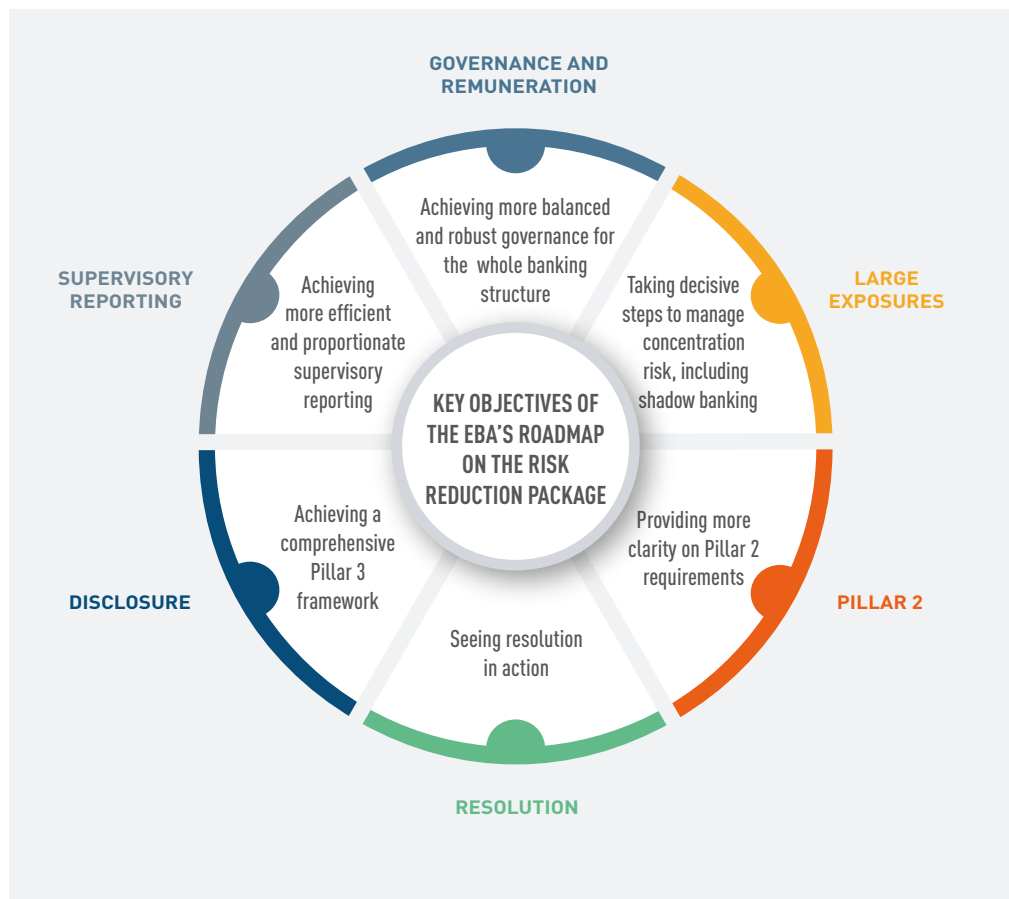 GOVERNANCE AND
REMUNERATION
Achieving more balanced
and robust governance for
the whole banking
structure
LARGE
EXPOSURES
Taking decisive
steps to manage
concentration
risk, including
shadow banking
PILLAR 2
Providing more
clarity on Pillar 2
requirements
RESOLUTION
Seeing resolution
in action
DISCLOSURE
Achieving a
comprehensive
Pillar 3
framework
SUPERVISORY
REPORTING
Achieving
more efficient
and proportionate
supervisory
reporting
KEY OBJECTIVES OF
THE EBA'S ROADMAP
ON THE RISK
REDUCTION PACKAGE